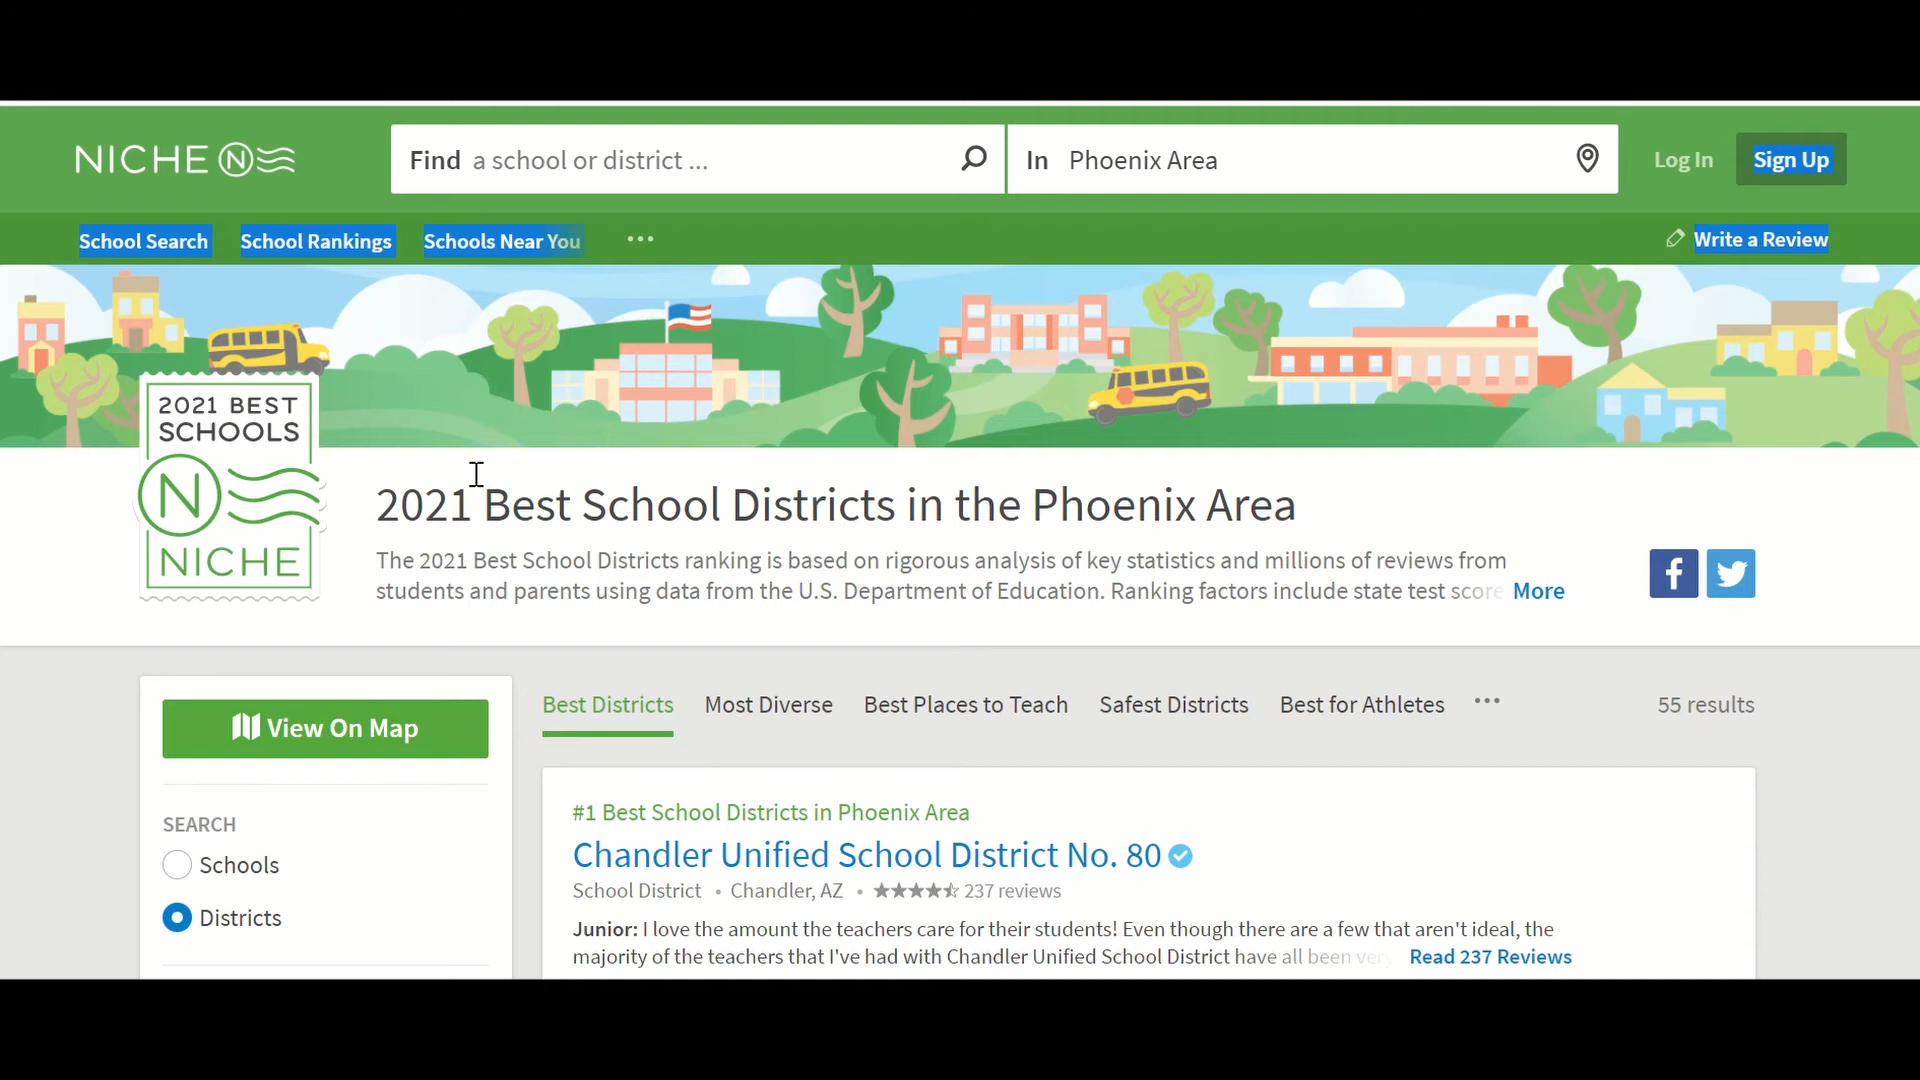 NICHE N
Find a school or district ...
In Phoenix Area
Log In
Sign Up
School Search
School Rankings
Schools Near You
Write a Review
2021 BEST
SCHOOLS
N
NICHE
2021 Best School Districts in the Phoenix Area
The 2021 Best School Districts ranking is based on rigorous analysis of key statistics and millions of reviews from
students and parents using data from the U.S. Department of Education. Ranking factors include state test score More
View On Map
Best Districts
Most Diverse
Best Places to Teach
Safest Districts
Best for Athletes
55 results
SEARCH
Schools
Districts
#1 Best School Districts in Phoenix Area
Chandler Unified School District No. 80
School District • Chandler, AZ • 237 reviews
Junior: I love the amount the teachers care for their students! Even though there are a few that aren't ideal, the
majority of the teachers that I've had with Chandler Unified School District have all been very Read 237 Reviews